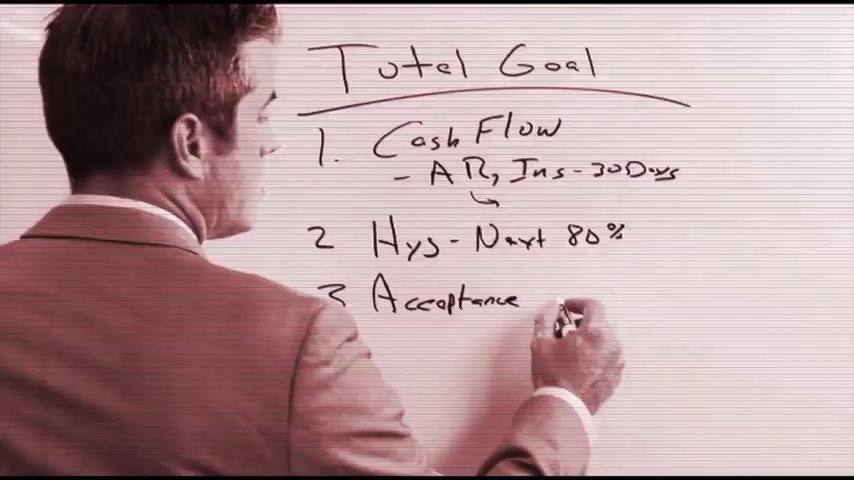 Total Goal
1. Cash Flow
- AR, Ins - 30 Days
2 Hyg - Next 80%
3 Acceptance